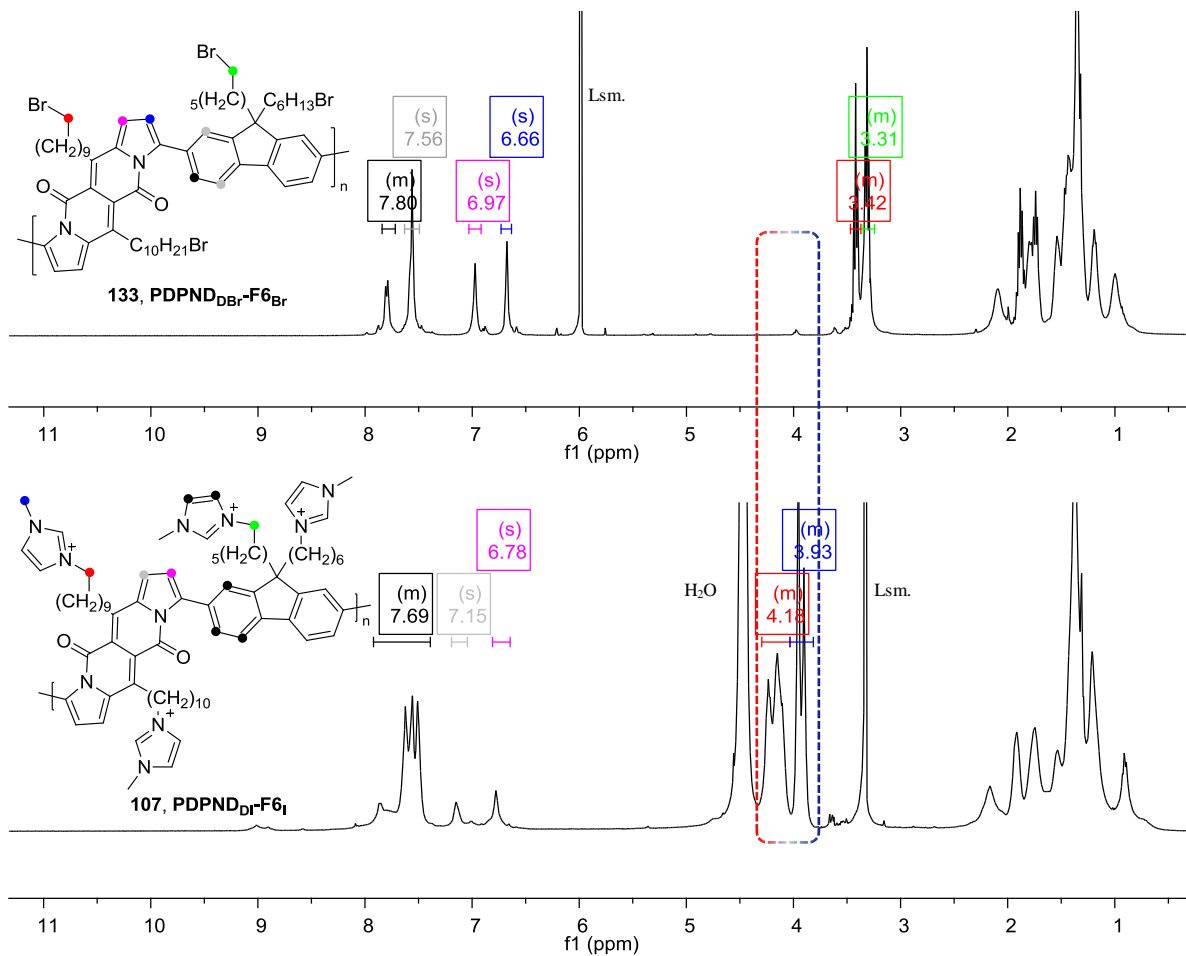 Br
Br
5(H2C)
C6H13Br
(CH2)9
N
O
N
O
C10H21Br
n
133, PDPNDDBr-F6Br
(m)
7.80
(s)
7.56
(s)
6.97
(s)
6.66
Lsm.
(m)
3.31
(m)
3.42
11 10 9 8 7 6 5 4 3 2 1
f1 (ppm)
N
N
+
N
N
+
N
N
+
5(H2C)
(CH2)6
(CH2)9
N
O
N
O
(CH2)10
N
+
N
n
107, PDPNDDI-F6I
(m)
7.69
(s)
7.15
(s)
6.78
H2O
(m)
4.18
(m)
3.93
Lsm.
11 10 9 8 7 6 5 4 3 2 1
f1 (ppm)